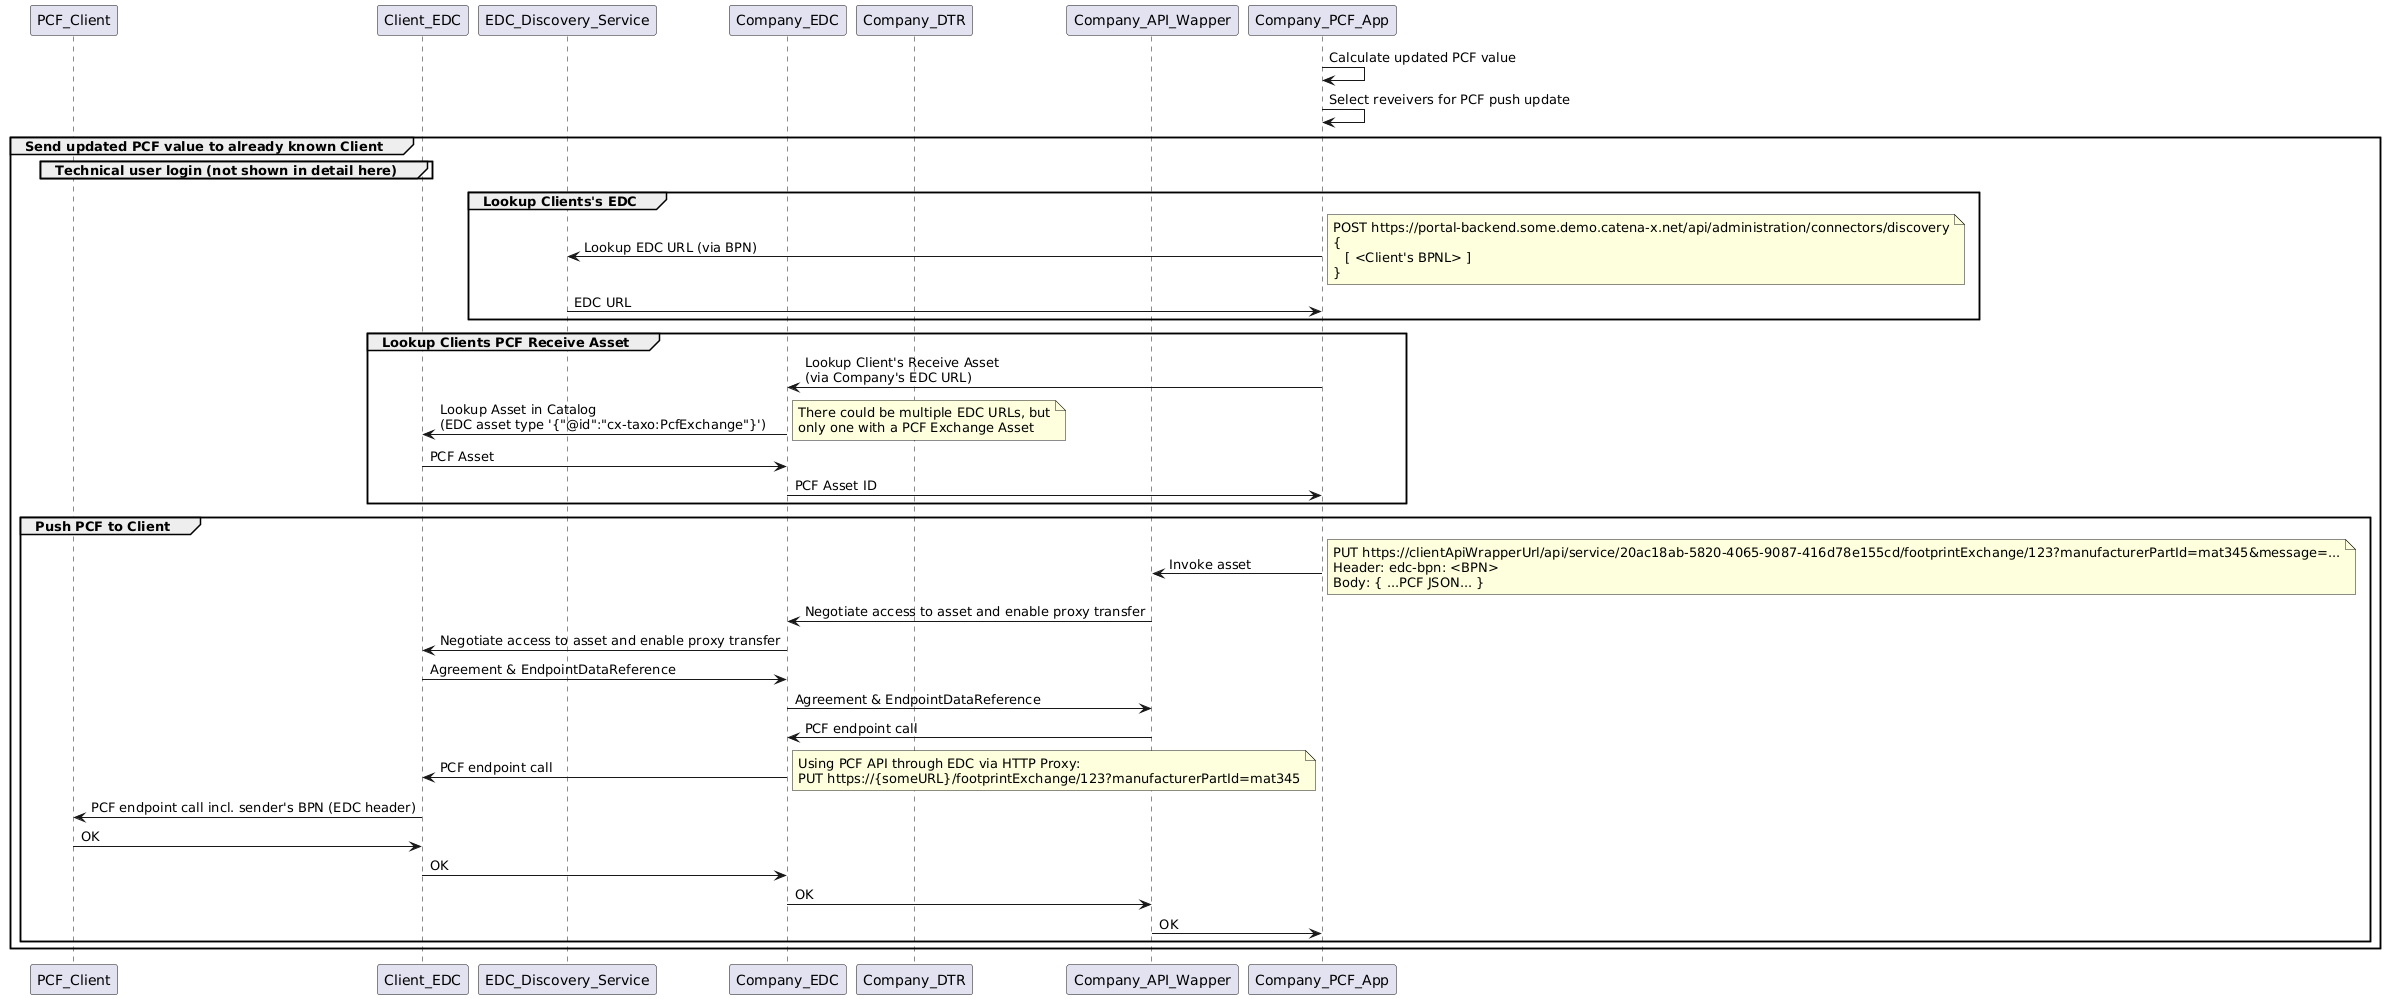 PCF_Client
Client_EDC
EDC_Discovery_Service
Company_EDC
Company_DTR
Company_API_Wapper
Company_PCF_App
Calculate updated PCF value
Select reveivers for PCF push update
Send updated PCF value to already known Client
Technical user login (not shown in detail here)
Lookup Clients's EDC
POST https://portal-backend.some.demo.catena-x.net/api/administration/connectors/discovery
{
[ <Client's BPNL> ]
}
Lookup EDC URL (via BPN)
EDC URL
Lookup Clients PCF Receive Asset
Lookup Client's Receive Asset
(via Company's EDC URL)
Lookup Asset in Catalog
(EDC asset type '{"@id":"cx-taxo:PcfExchange"}')
There could be multiple EDC URLs, but
only one with a PCF Exchange Asset
PCF Asset
PCF Asset ID
Push PCF to Client
PUT https://clientApiWrapperUrl/api/service/20ac18ab-5820-4065-9087-416d78e155cd/footprintExchange/123?manufacturerPartId=mat345&message=...
Header: edc-bpn: <BPN>
Body: { ...PCF JSON... }
Invoke asset
Negotiate access to asset and enable proxy transfer
Negotiate access to asset and enable proxy transfer
Agreement & EndpointDataReference
Agreement & EndpointDataReference
PCF endpoint call
PCF endpoint call
Using PCF API through EDC via HTTP Proxy:
PUT https://{someURL}/footprintExchange/123?manufacturerPartId=mat345
PCF endpoint call incl. sender's BPN (EDC header)
OK
OK
OK
OK
PCF_Client
Client_EDC
EDC_Discovery_Service
Company_EDC
Company_DTR
Company_API_Wapper
Company_PCF_App